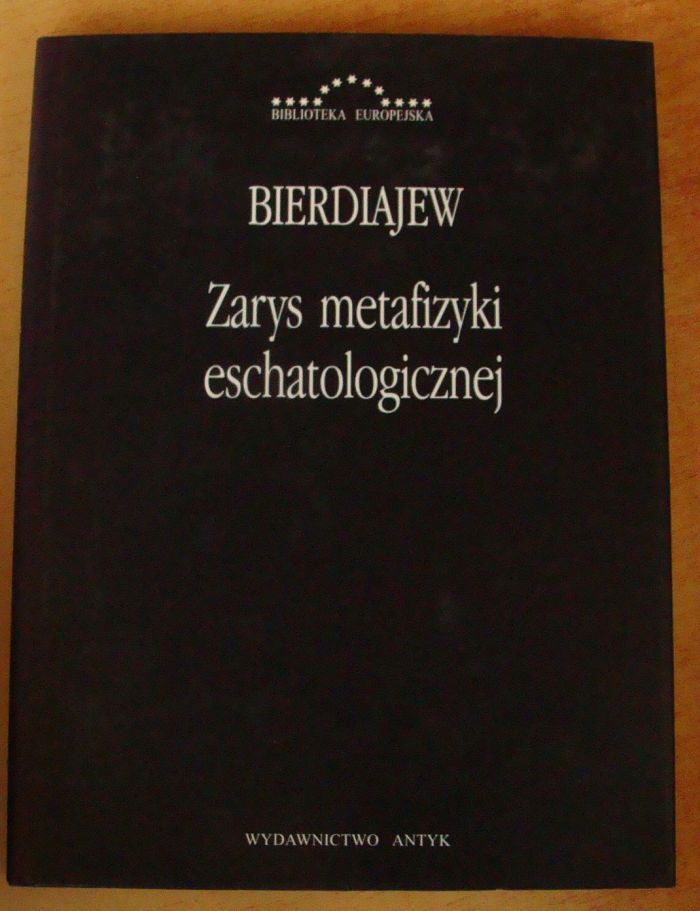 BIBLIOTEKA EUROPEJSKA
BIERDIAJEW
Zarys metafizyki
eschatologicznej
WYDAWNICTWO ANTYK